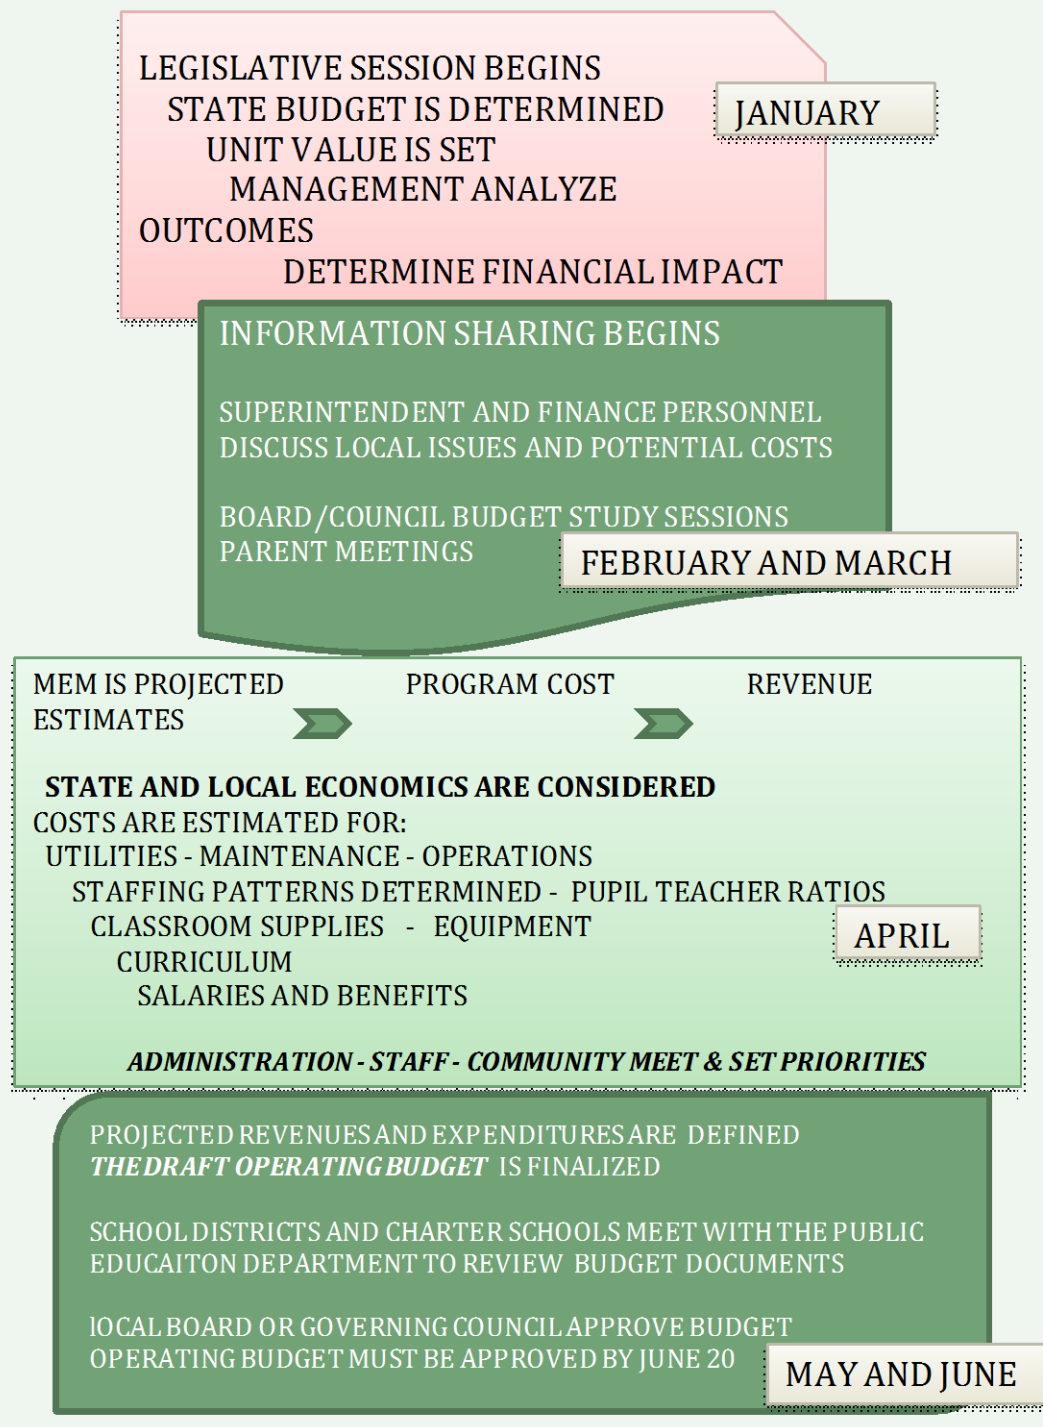 LEGISLATIVE SESSION BEGINS
STATE BUDGET IS DETERMINED
JANUARY
UNIT VALUE IS SET
MANAGEMENT ANALYZE
OUTCOMES
DETERMINE FINANCIAL IMPACT
INFORMATION SHARING BEGINS
SUPERINTENDENT AND FINANCE PERSONNEL
DISCUSS LOCAL ISSUES AND POTENTIAL COSTS
BOARD/COUNCIL BUDGET STUDY SESSIONS
PARENT MEETINGS
FEBRUARY AND MARCH
MEM IS PROJECTED PROGRAM COST REVENUE
ESTIMATES
STATE AND LOCAL ECONOMICS ARE CONSIDERED
COSTS ARE ESTIMATED FOR:
UTILITIES - MAINTENANCE - OPERATIONS
STAFFING PATTERNS DETERMINED - PUPIL TEACHER RATIOS
CLASSROOM SUPPLIES - EQUIPMENT
APRIL
CURRICULUM
SALARIES AND BENEFITS
ADMINISTRATION - STAFF - COMMUNITY MEET & SET PRIORITIES
PROJECTED REVENUES AND EXPENDITURES ARE DEFINED
THE DRAFT OPERATING BUDGET IS FINALIZED
SCHOOL DISTRICTS AND CHARTER SCHOOLS MEET WITH THE PUBLIC
EDUCAITON DEPARTMENT TO REVIEW BUDGET DOCUMENTS
lOCAL BOARD OR GOVERNING COUNCIL APPROVE BUDGET
OPERATING BUDGET MUST BE APPROVED BY JUNE 20
MAY AND JUNE